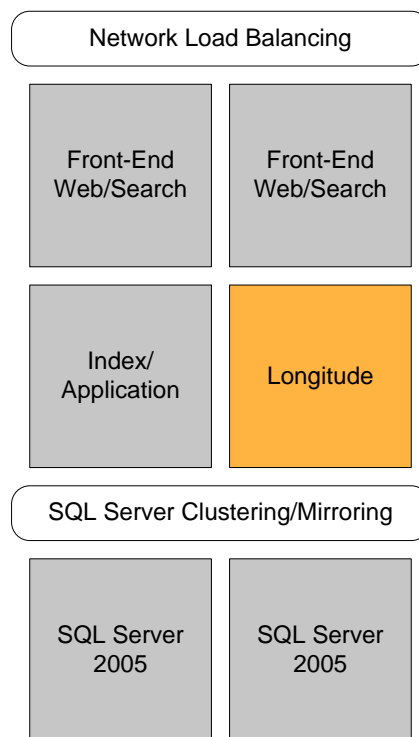 Network Load Balancing
Front-End
Web/Search
Front-End
Web/Search
Index/
Application
Longitude
SQL Server Clustering/Mirroring
SQL Server
2005
SQL Server
2005